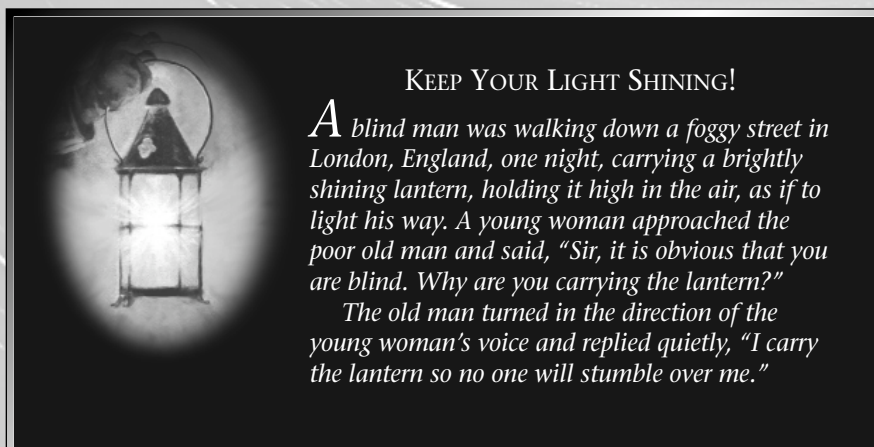 KEEP YOUR LIGHT SHINING!
A blind man was walking down a foggy street in
London, England, one night, carrying a brightly
shining lantern, holding it high in the air, as if to
light his way. A young woman approached the
poor old man and said, “Sir, it is obvious that you
are blind. Why are you carrying the lantern?”
The old man turned in the direction of the
young woman’s voice and replied quietly, “I carry
the lantern so no one will stumble over me.”